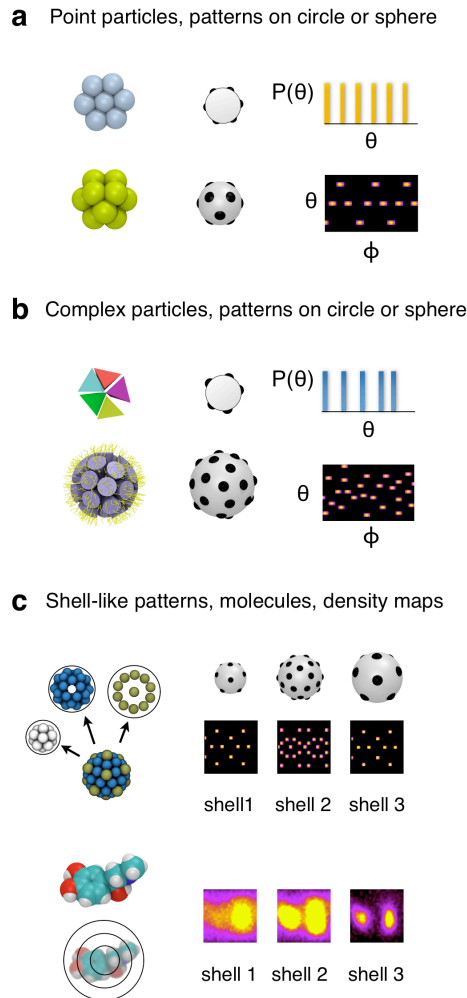 a Point particles, patterns on circle or sphere
P(θ)
θ
θ
ϕ
b Complex particles, patterns on circle or sphere
P(θ)
θ
θ
ϕ
c Shell-like patterns, molecules, density maps
shell1 shell 2 shell 3
shell 1 shell 2 shell 3